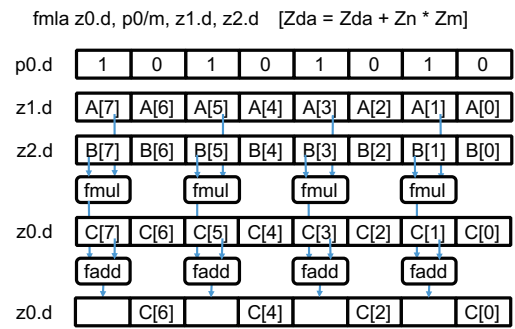 fmla z0.d, p0/m, z1.d, z2.d [Zda = Zda + Zn * Zm]
p0.d 1 0 1 0 1 0 1 0
z1.d A[7] A[6] A[5] A[4] A[3] A[2] A[1] A[0]
z2.d B[7] B[6] B[5] B[4] B[3] B[2] B[1] B[0]
fmul fmul fmul fmul
z0.d C[7] C[6] C[5] C[4] C[3] C[2] C[1] C[0]
fadd fadd fadd fadd
z0.d C[6] C[4] C[2] C[0]